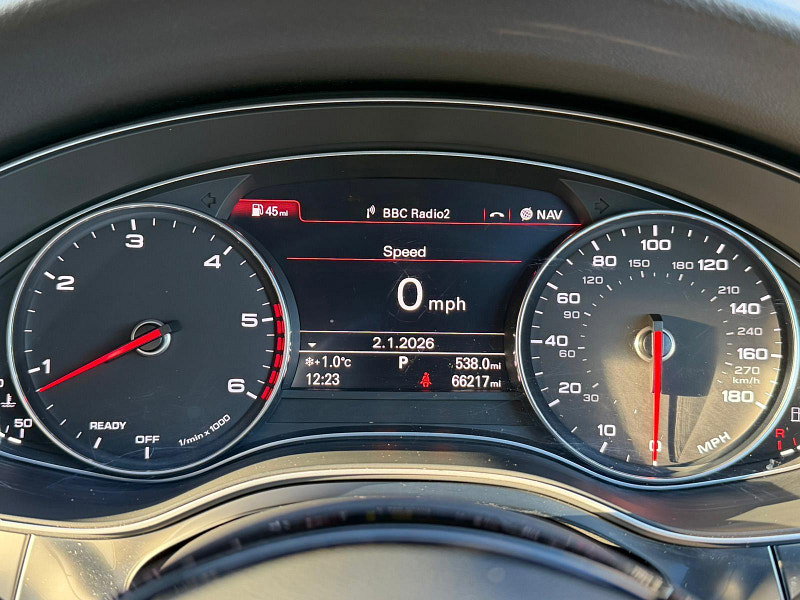 45 mi
BBC Radio2
NAV
Speed
0 mph
2.1.2026
+1.0°C
P
538.0mi
12:23
66217mi
1
2
3
4
5
6
READY
OFF
1/min x 1000
50
0
10
20
40
60
80
100
120
140
160
180
30
60
90
120
150
180
210
240
270
km/h
MPH
R